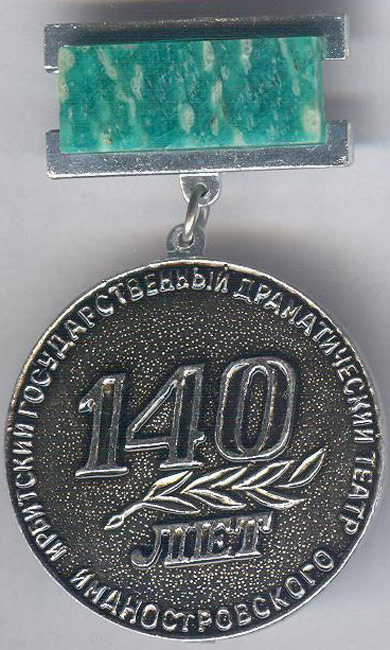 ИРБИТСКИЙ ГОСУДАРСТВЕННЫЙ ДРАМАТИЧЕСКИЙ ТЕАТР
ИМ.А.Н.ОСТРОВСКОГО
140
ЛЕТ